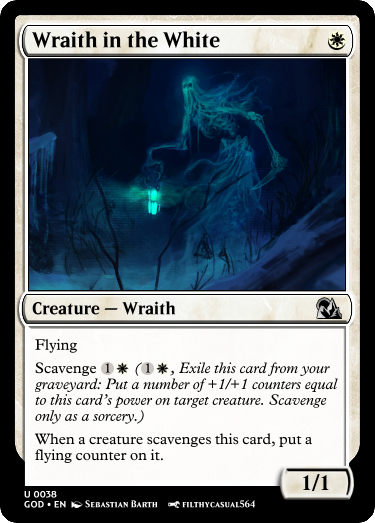 Wraith in the White
Creature — Wraith
Flying
Scavenge 1 (1, Exile this card from your
graveyard: Put a number of +1/+1 counters equal
to this card's power on target creature. Scavenge
only as a sorcery.)
When a creature scavenges this card, put a
flying counter on it.
1/1
U 0038
GOD • EN Sebastian Barth filthycasual564